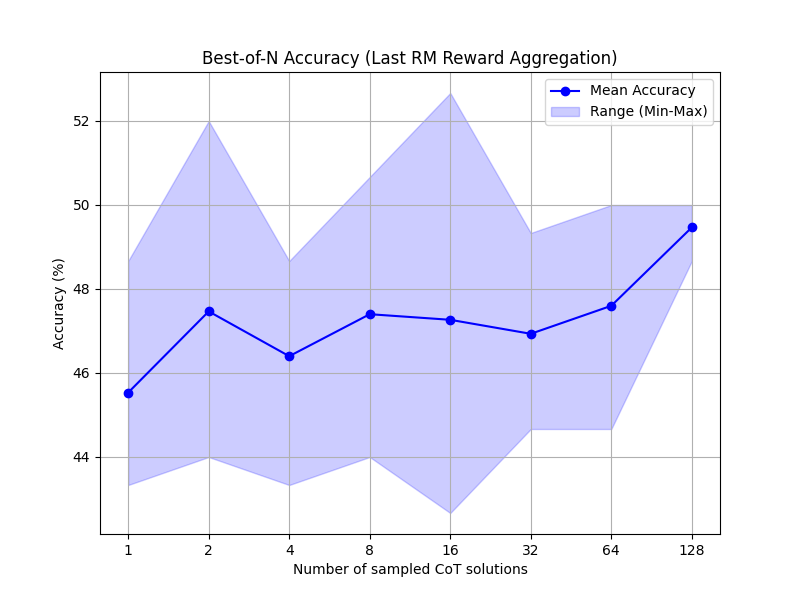 Best-of-N Accuracy (Last RM Reward Aggregation)
Mean Accuracy
Range (Min-Max)
Accuracy (%)
52
50
48
46
44
1 2 4 8 16 32 64 128
Number of sampled CoT solutions